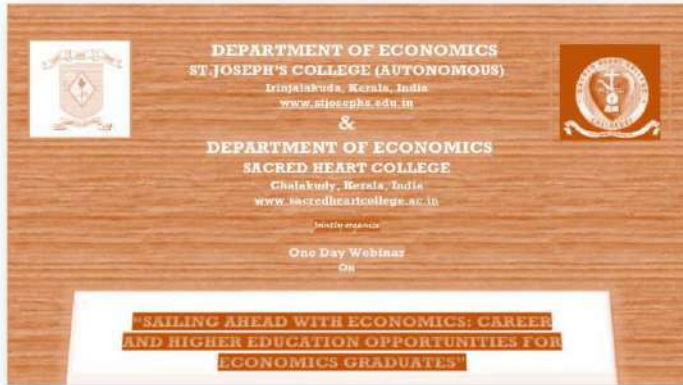 DEPARTMENT OF ECONOMICS
ST.JOSEPH'S COLLEGE (AUTONOMOUS)
Irinjalakuda, Kerala, India
www.stjosephs.edu.in
&
DEPARTMENT OF ECONOMICS
SACRED HEART COLLEGE
Chalakudy, Kerala, India
www.sacredheartcollege.ac.in
Jointly organize
One Day Webinar
On
"SAILING AHEAD WITH ECONOMICS: CAREER
AND HIGHER EDUCATION OPPORTUNITIES FOR
ECONOMICS GRADUATES"